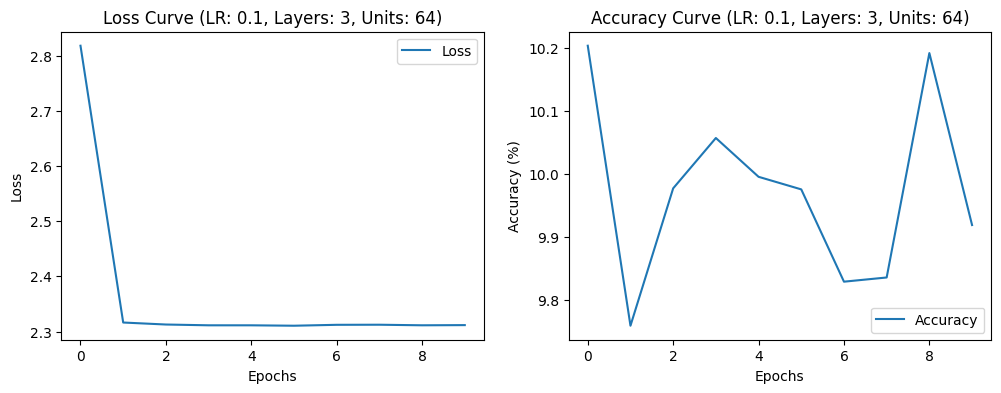 Loss Curve (LR: 0.1, Layers: 3, Units: 64)
Loss
2.8
2.7
2.6
2.5
2.4
2.3
Loss
0 2 4 6 8
Epochs
Accuracy Curve (LR: 0.1, Layers: 3, Units: 64)
10.2
10.1
10.0
9.9
9.8
Accuracy (%)
Accuracy
0 2 4 6 8
Epochs